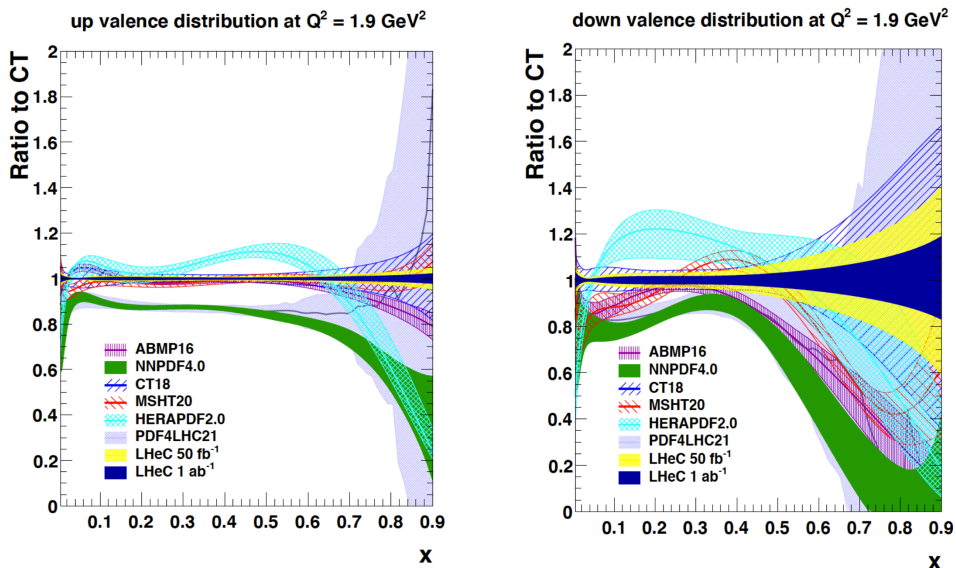 up valence distribution at Q² = 1.9 GeV²
Ratio to CT
2
1.8
1.6
1.4
1.2
1
0.8
0.6
0.4
0.2
0
ABMP16
NNPDF4.0
CT18
MSHT20
HERAPDF2.0
PDF4LHC21
LHeC 50 fb⁻¹
LHeC 1 ab⁻¹
0.1 0.2 0.3 0.4 0.5 0.6 0.7 0.8 0.9
x
down valence distribution at Q² = 1.9 GeV²
Ratio to CT
2
1.8
1.6
1.4
1.2
1
0.8
0.6
0.4
0.2
0
ABMP16
NNPDF4.0
CT18
MSHT20
HERAPDF2.0
PDF4LHC21
LHeC 50 fb⁻¹
LHeC 1 ab⁻¹
0.1 0.2 0.3 0.4 0.5 0.6 0.7 0.8 0.9
x